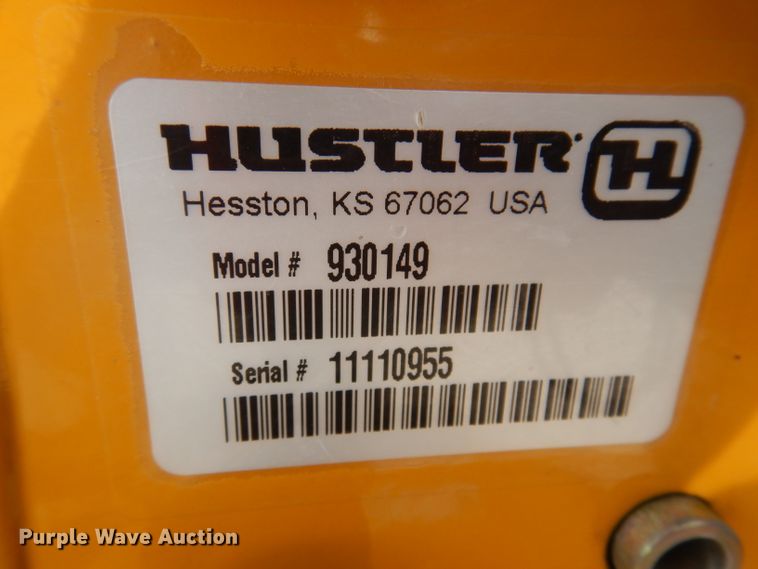 HUSTLER H
Hesston, KS 67062 USA
Model # 930149
Serial # 11110955
Purple Wave Auction